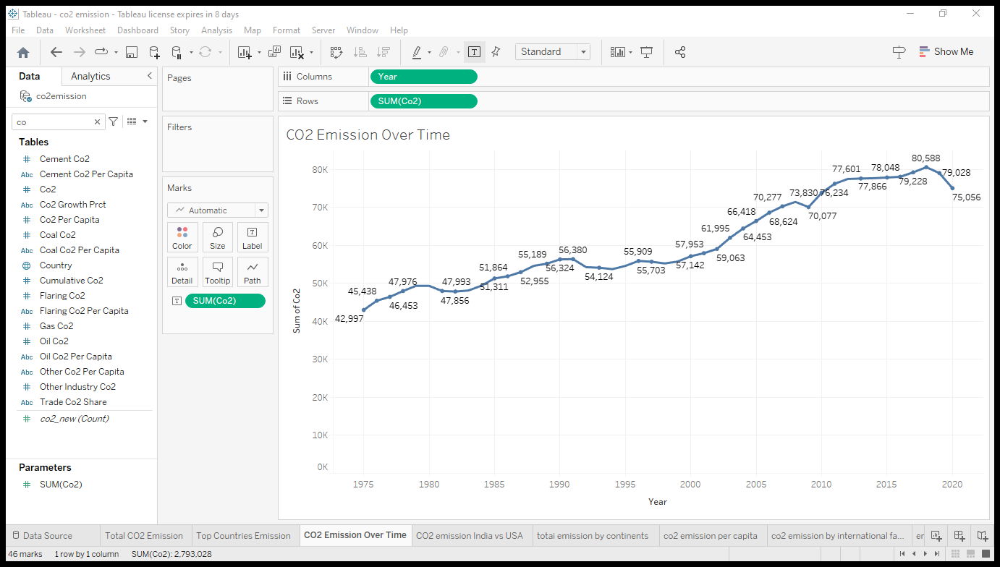 Tableau - co2 emission - Tableau license expires in 8 days
File Data Worksheet Dashboard Story Analysis Map Format Server Window Help
Standard
Show Me
Data
Analytics
co2emission
co
Tables
Cement Co2
Abc Cement Co2 Per Capita
Co2
Abc Co2 Growth Prct
Co2 Per Capita
Coal Co2
Abc Coal Co2 Per Capita
Country
Cumulative Co2
Flaring Co2
Abc Flaring Co2 Per Capita
Gas Co2
Oil Co2
Abc Oil Co2 Per Capita
Abc Other Co2 Per Capita
Other Industry Co2
Abc Trade Co2 Share
co2_new (Count)
Parameters
SUM(Co2)
Pages
Filters
Marks
Automatic
Color Size Label
Detail Tooltip Path
SUM(Co2)
Columns Year
Rows SUM(Co2)
CO2 Emission Over Time
Sum of Co2
80K
70K
60K
50K
40K
30K
20K
10K
0K
42,997
45,438
46,453
47,976
47,993
47,856
51,864
51,311
55,189
52,955
56,380
56,324
54,124
55,909
55,703
57,953
57,142
61,995
59,063
66,418
64,453
70,277
68,624
73,830
70,077
76,234
77,601
77,866
78,048
79,228
80,588
79,028
75,056
1975 1980 1985 1990 1995 2000 2005 2010 2015 2020
Year
Data Source Total CO2 Emission Top Countries Emission CO2 Emission Over Time CO2 emission India vs USA totai emission by continents co2 emission per capita co2 emission by international fa... er
46 marks 1 row by 1 column SUM(Co2): 2,793,028